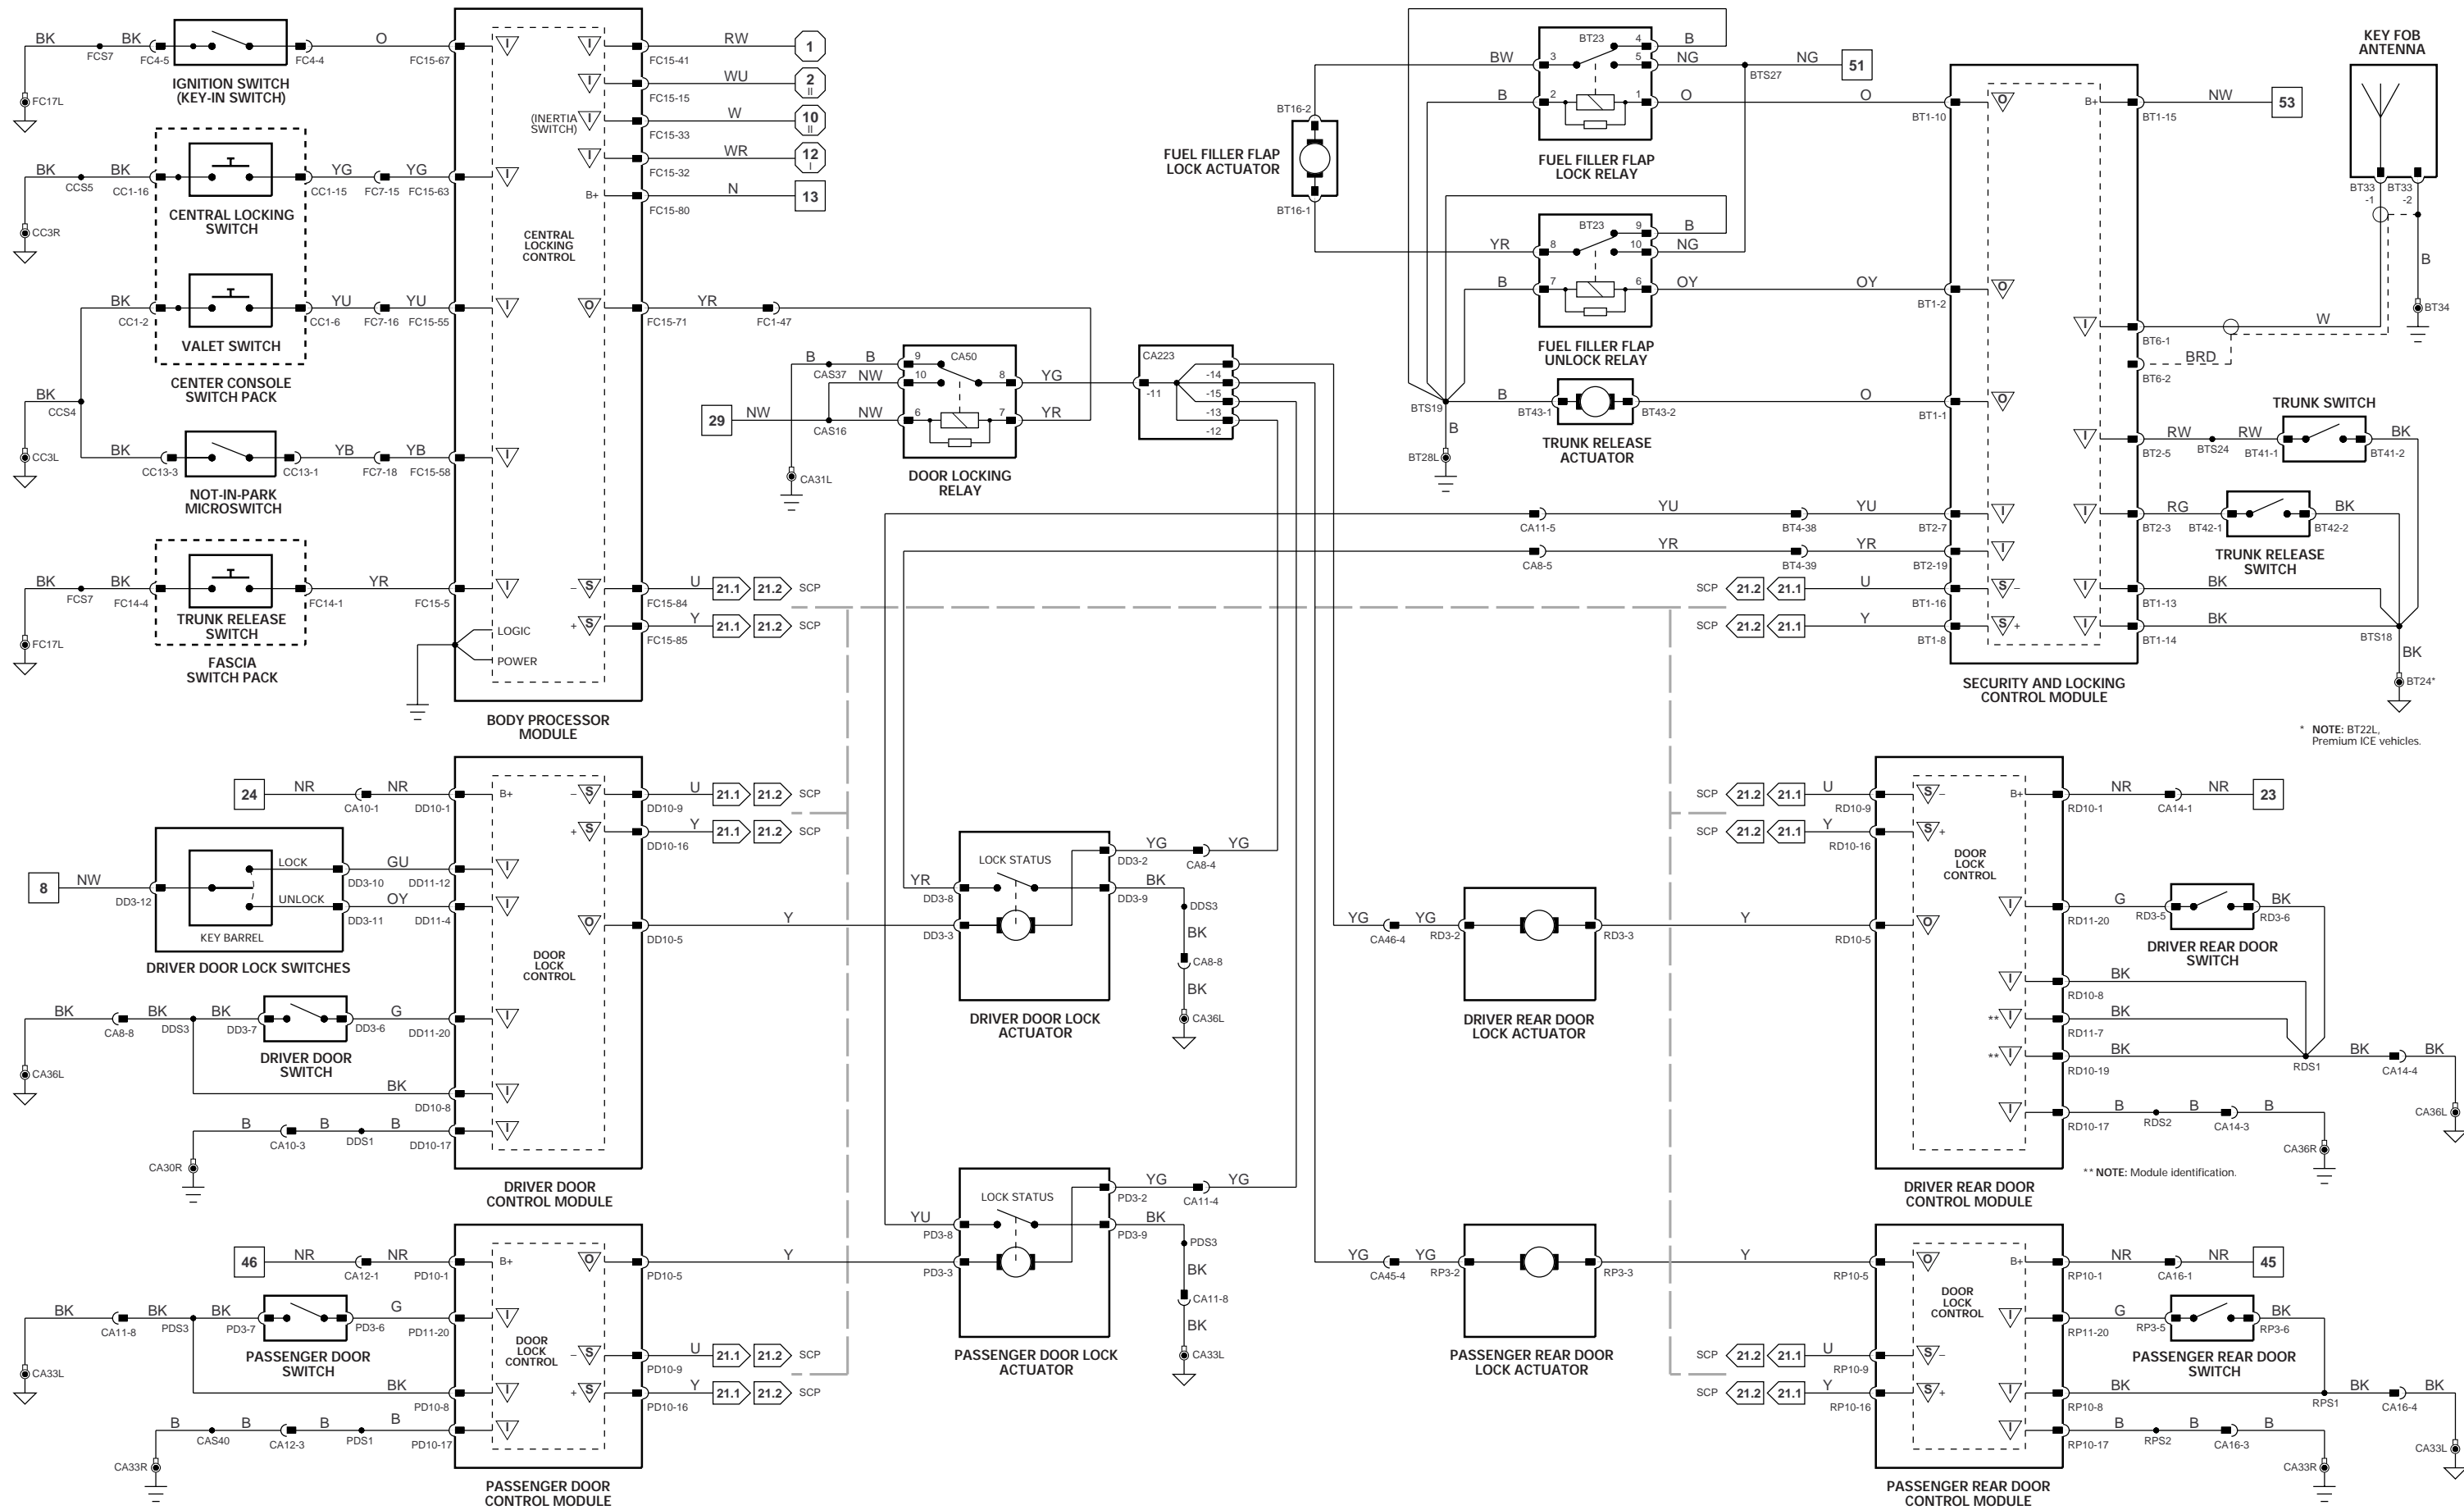 BK
BK
O
FCS7
FC4-5
FC4-4
FC15-67
FC17L
IGNITION SWITCH
(KEY-IN SWITCH)
BK
BK
YG
YG
CCS5
CC1-16
CC1-15
FC7-15
FC15-63
CC3R
CENTRAL LOCKING
SWITCH
BK
YU
YU
CC1-2
CC1-6
FC7-16
FC15-55
VALET SWITCH
CENTER CONSOLE
SWITCH PACK
BK
CCS4
CC3L
BK
YB
YB
CC13-3
CC13-1
FC7-18
FC15-58
NOT-IN-PARK
MICROSWITCH
BK
BK
YR
FCS7
FC14-4
FC14-1
FC15-5
TRUNK RELEASE
SWITCH
FC17L
FASCIA
SWITCH PACK
I
I
I
(INERTIA
SWITCH)
I
I
I
B+
CENTRAL
LOCKING
CONTROL
I
O
I
I
– S
+ S
LOGIC
POWER
BODY PROCESSOR
MODULE
RW
1
FC15-41
WU
2
II
FC15-15
W
10
II
FC15-33
WR
12
I
FC15-32
N
13
FC15-80
YR
FC15-71
FC1-47
U
21.1
21.2
SCP
FC15-84
Y
21.1
21.2
SCP
FC15-85
B
B
CAS37
NW
29
NW
NW
CAS16
CA31L
9
CA50
10
8
6
7
YG
YR
DOOR LOCKING
RELAY
CA223
-11
-14
-15
-13
-12
BW
BT16-2
FUEL FILLER FLAP
LOCK ACTUATOR
BT16-1
YR
BT23
4
3
5
2
1
B
NG
NG
51
BTS27
B
O
O
BT1-10
FUEL FILLER FLAP
LOCK RELAY
BT23
9
8
10
7
6
B
NG
B
OY
OY
BT1-2
FUEL FILLER FLAP
UNLOCK RELAY
BTS19
B
BT43-1
BT43-2
O
BT1-1
TRUNK RELEASE
ACTUATOR
B
BT28L
YU
YU
CA11-5
BT4-38
BT2-7
YR
YR
CA8-5
BT4-39
BT2-19
SCP
21.2
21.1
U
BT1-16
SCP
21.2
21.1
Y
BT1-8
O
B+
O
I
O
I
I
I
I
S –
I
S +
I
SECURITY AND LOCKING
CONTROL MODULE
NW
53
BT1-15
KEY FOB
ANTENNA
BT33
-1
BT33
-2
B
BT34
W
BT6-1
BRD
BT6-2
TRUNK SWITCH
RW
RW
BK
BT2-5
BTS24
BT41-1
BT41-2
RG
BK
BT2-3
BT42-1
BT42-2
TRUNK RELEASE
SWITCH
BK
BT1-13
BK
BT1-14
BTS18
BK
BT24*
* NOTE: BT22L,
Premium ICE vehicles.
24
NR
NR
CA10-1
DD10-1
8
NW
DD3-12
LOCK
UNLOCK
KEY BARREL
GU
DD3-10
DD11-12
OY
DD3-11
DD11-4
DRIVER DOOR LOCK SWITCHES
BK
BK
BK
G
CA8-8
DDS3
DD3-7
DD3-6
DD11-20
DRIVER DOOR
SWITCH
CA36L
BK
DD10-8
B
B
B
CA10-3
DDS1
DD10-17
CA30R
B+
– S
+ S
I
I
O
DOOR
LOCK
CONTROL
I
I
I
DRIVER DOOR
CONTROL MODULE
U
21.1
21.2
SCP
DD10-9
Y
21.1
21.2
SCP
DD10-16
Y
DD10-5
LOCK STATUS
YR
DD3-8
DD3-3
YG
YG
DD3-2
CA8-4
BK
DD3-9
DDS3
BK
CA8-8
BK
CA36L
DRIVER DOOR LOCK
ACTUATOR
YG
YG
CA46-4
RD3-2
RD3-3
Y
RD10-5
DRIVER REAR DOOR
LOCK ACTUATOR
SCP
21.2
21.1
U
RD10-9
SCP
21.2
21.1
Y
RD10-16
S –
B+
S +
DOOR
LOCK
CONTROL
I
O
I
** I
** I
I
DRIVER REAR DOOR
CONTROL MODULE
NR
NR
23
RD10-1
CA14-1
G
BK
RD11-20
RD3-5
RD3-6
DRIVER REAR DOOR
SWITCH
BK
RD10-8
BK
RD11-7
BK
RD10-19
RDS1
BK
BK
CA14-4
CA36L
B
B
B
RD10-17
RDS2
CA14-3
CA36R
** NOTE: Module identification.
46
NR
NR
CA12-1
PD10-1
BK
BK
BK
G
CA11-8
PDS3
PD3-7
PD3-6
PD11-20
PASSENGER DOOR
SWITCH
CA33L
BK
PD10-8
B
B
B
B
CAS40
CA12-3
PDS1
PD10-17
CA33R
B+
O
I
DOOR
LOCK
CONTROL
– S
I
+ S
I
PASSENGER DOOR
CONTROL MODULE
Y
PD10-5
U
21.1
21.2
SCP
PD10-9
Y
21.1
21.2
SCP
PD10-16
LOCK STATUS
YU
PD3-8
PD3-3
YG
YG
PD3-2
CA11-4
BK
PD3-9
PDS3
BK
CA11-8
BK
CA33L
PASSENGER DOOR LOCK
ACTUATOR
YG
YG
CA45-4
RP3-2
RP3-3
Y
RP10-5
PASSENGER REAR DOOR
LOCK ACTUATOR
SCP
21.2
21.1
U
RP10-9
SCP
21.2
21.1
Y
RP10-16
O
B+
DOOR
LOCK
CONTROL
I
S –
S +
I
I
PASSENGER REAR DOOR
CONTROL MODULE
NR
NR
45
RP10-1
CA16-1
G
BK
RP11-20
RP3-5
RP3-6
PASSENGER REAR DOOR
SWITCH
BK
RP10-8
RPS1
BK
BK
CA16-4
CA33L
B
B
B
RP10-17
RPS2
CA16-3
CA33R